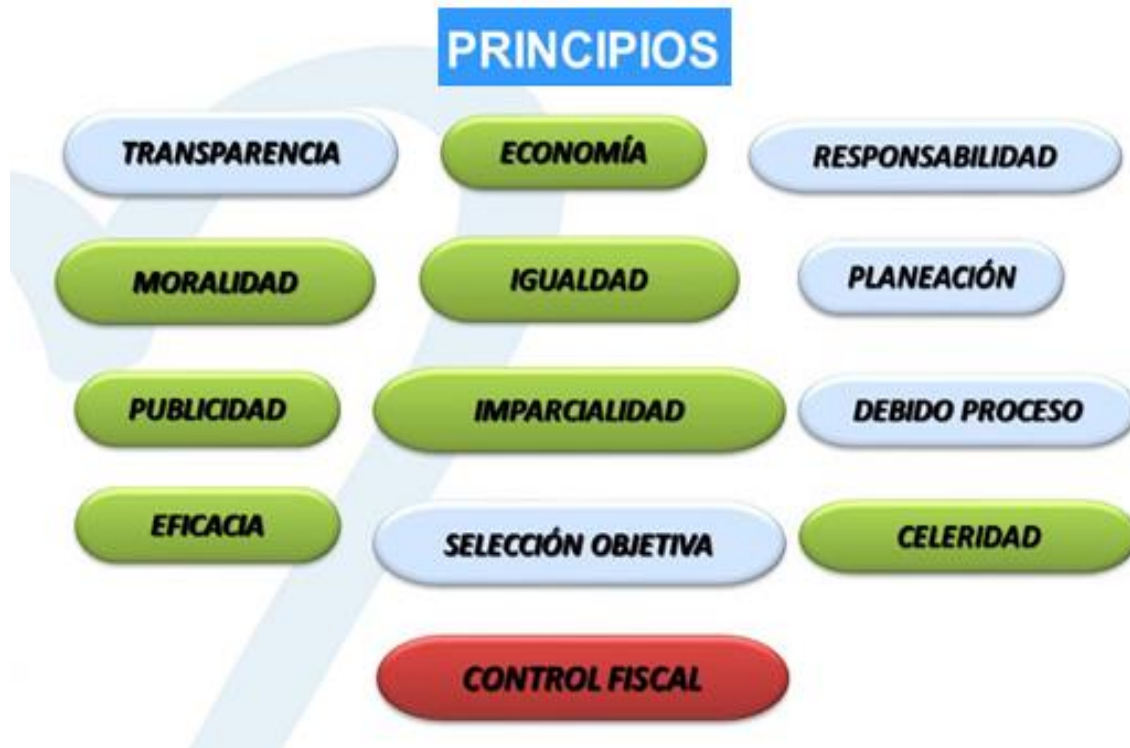 PRINCIPIOS
TRANSPARENCIA
ECONOMÍA
RESPONSABILIDAD
MORALIDAD
IGUALDAD
PLANEACIÓN
PUBLICIDAD
IMPARCIALIDAD
DEBIDO PROCESO
EFICACIA
SELECCIÓN OBJETIVA
CELERIDAD
CONTROL FISCAL